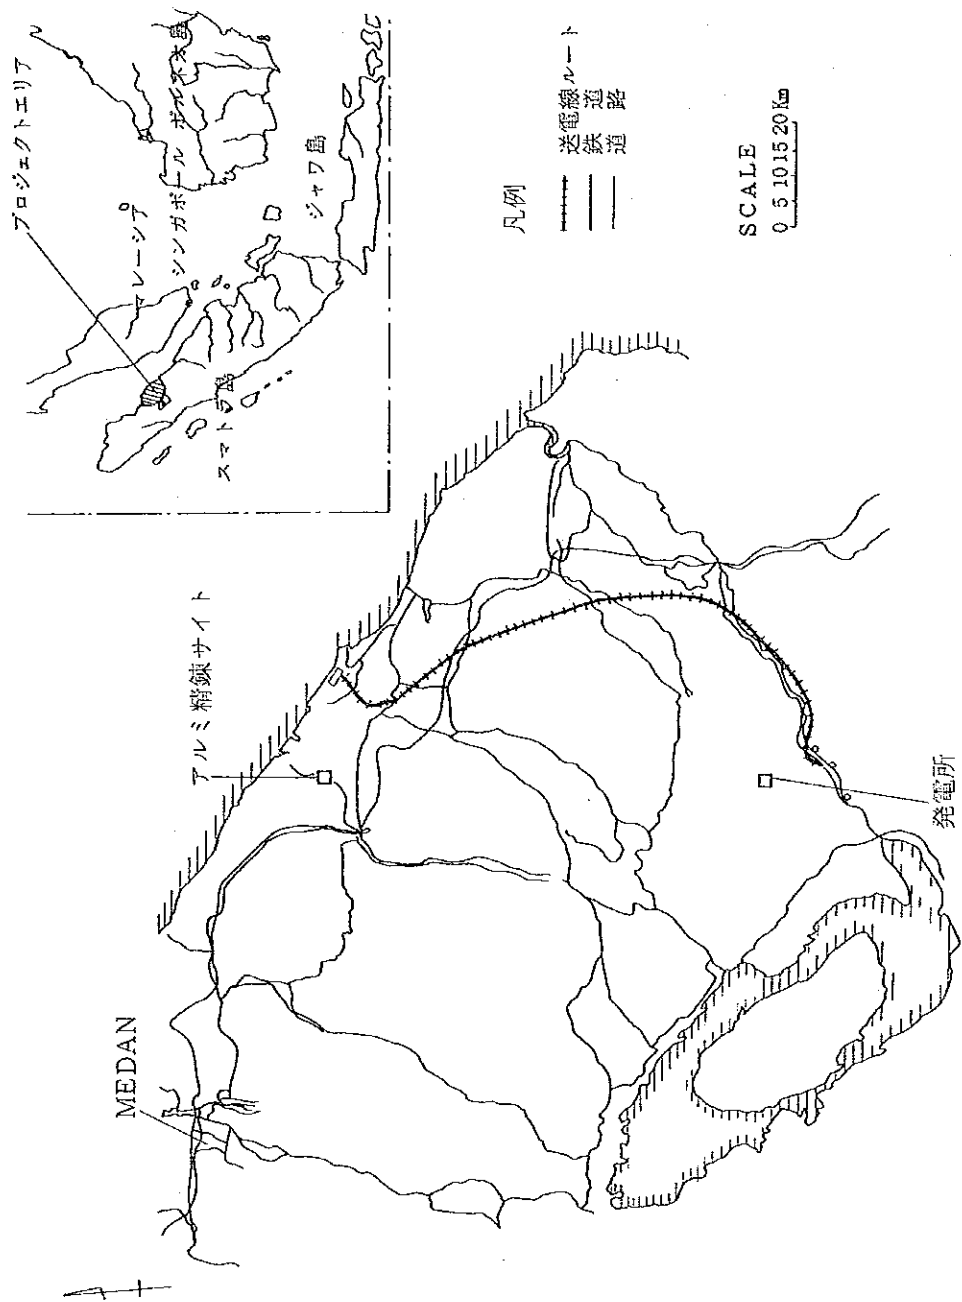 プロジェクトエリア
マレーシア
シンガポール
ボルネオ島
スマトラ島
ジャワ島
凡例
送電線ルート
鉄道
道路
SCALE
0 5 10 15 20Km
MEDAN
アルミ精錬サイト
発電所